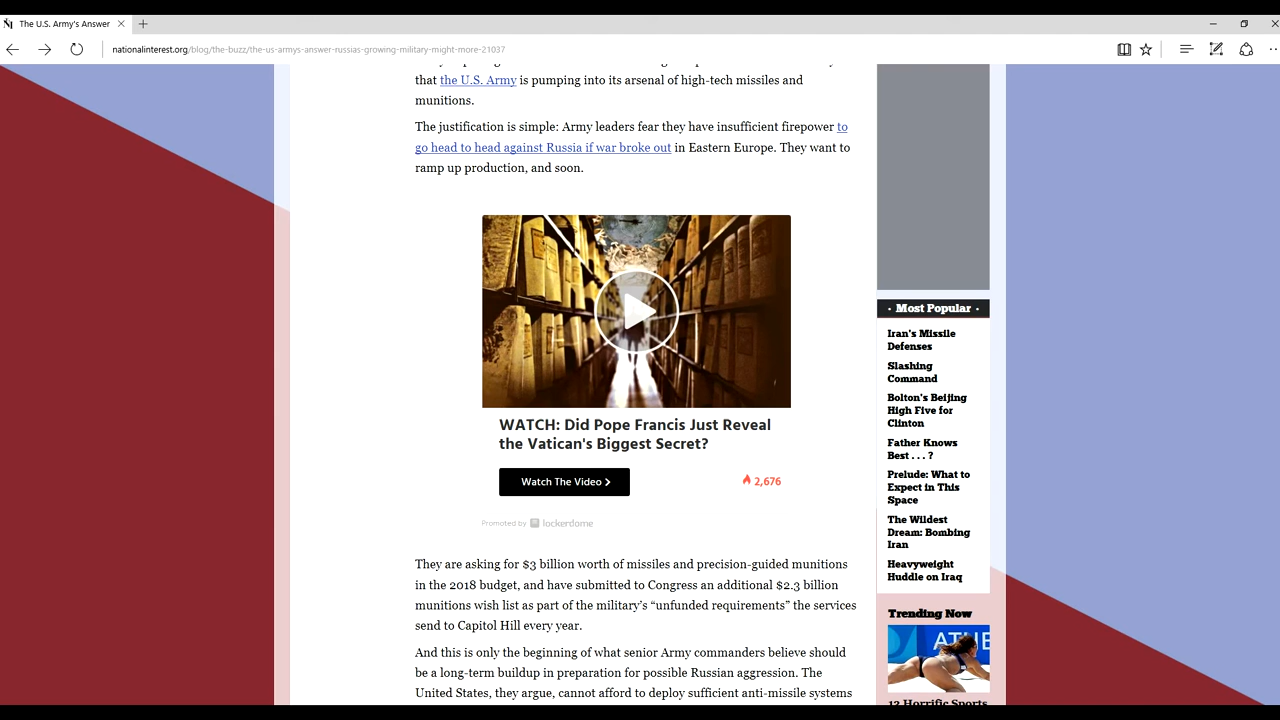 The U.S. Army's Answer
nationalinterest.org/blog/the-buzz/the-us-armys-answer-russias-growing-military-might-more-21037
that the U.S. Army is pumping into its arsenal of high-tech missiles and
munitions.
The justification is simple: Army leaders fear they have insufficient firepower to
go head to head against Russia if war broke out in Eastern Europe. They want to
ramp up production, and soon.
WATCH: Did Pope Francis Just Reveal
the Vatican's Biggest Secret?
Watch The Video
2,676
Promoted by lockerdome
They are asking for $3 billion worth of missiles and precision-guided munitions
in the 2018 budget, and have submitted to Congress an additional $2.3 billion
munitions wish list as part of the military's “unfunded requirements” the services
send to Capitol Hill every year.
And this is only the beginning of what senior Army commanders believe should
be a long-term buildup in preparation for possible Russian aggression. The
United States, they argue, cannot afford to deploy sufficient anti-missile systems
· Most Popular ·
Iran's Missile
Defenses
Slashing
Command
Bolton's Beijing
High Five for
Clinton
Father Knows
Best . . . ?
Prelude: What to
Expect in This
Space
The Wildest
Dream: Bombing
Iran
Heavyweight
Huddle on Iraq
Trending Now
ATHE
12 Horrific Sports